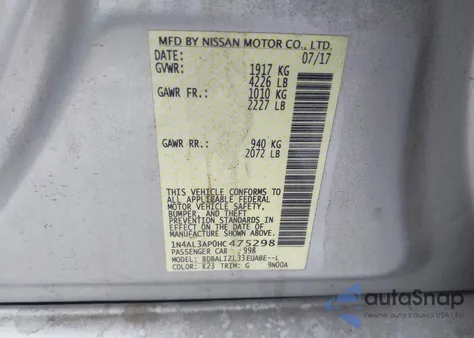 MFD BY NISSAN MOTOR CO., LTD.
DATE: 07/17
GVWR: 1917 KG
4226 LB
GAWR FR.: 1010 KG
2227 LB
GAWR RR.: 940 KG
2072 LB
THIS VEHICLE CONFORMS TO
ALL APPLICABLE FEDERAL
MOTOR VEHICLE SAFETY,
BUMPER, AND THEFT
PREVENTION STANDARDS IN
EFFECT ON THE DATE OF
MANUFACTURE SHOWN ABOVE.
1N4AL3AP0HC475298
PASSENGER CAR 998
MODEL: BDBALIZL33EUABE--L
COLOR: K23 TRIM: G 9N00A
autoSnap